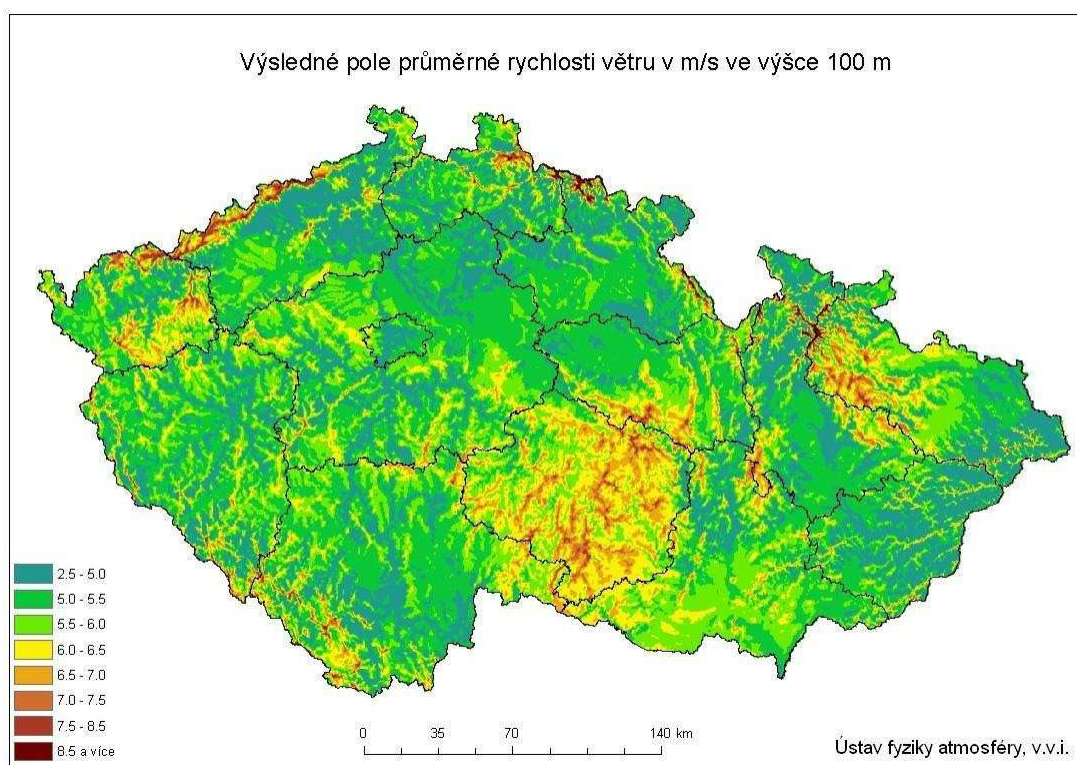 Výsledné pole průměrné rychlosti větru v m/s ve výšce 100 m
2.5 - 5.0
5.0 - 5.5
5.5 - 6.0
6.0 - 6.5
6.5 - 7.0
7.0 - 7.5
7.5 - 8.5
8.5 a více
0 35 70 140 km
Ústav fyziky atmosféry, v.v.i.